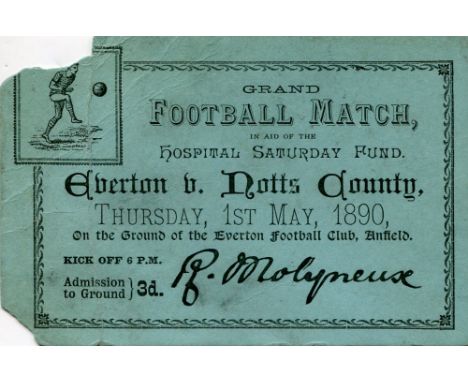 GRAND
FOOTBALL MATCH,
IN AID OF THE
HOSPITAL SATURDAY FUND.
Everton v. Notts County,
THURSDAY, 1ST MAY, 1890,
On the Ground of the Everton Football Club, Anfield.
KICK OFF 6 P.M.
Admission to Ground } 3d.
R. Molyneux